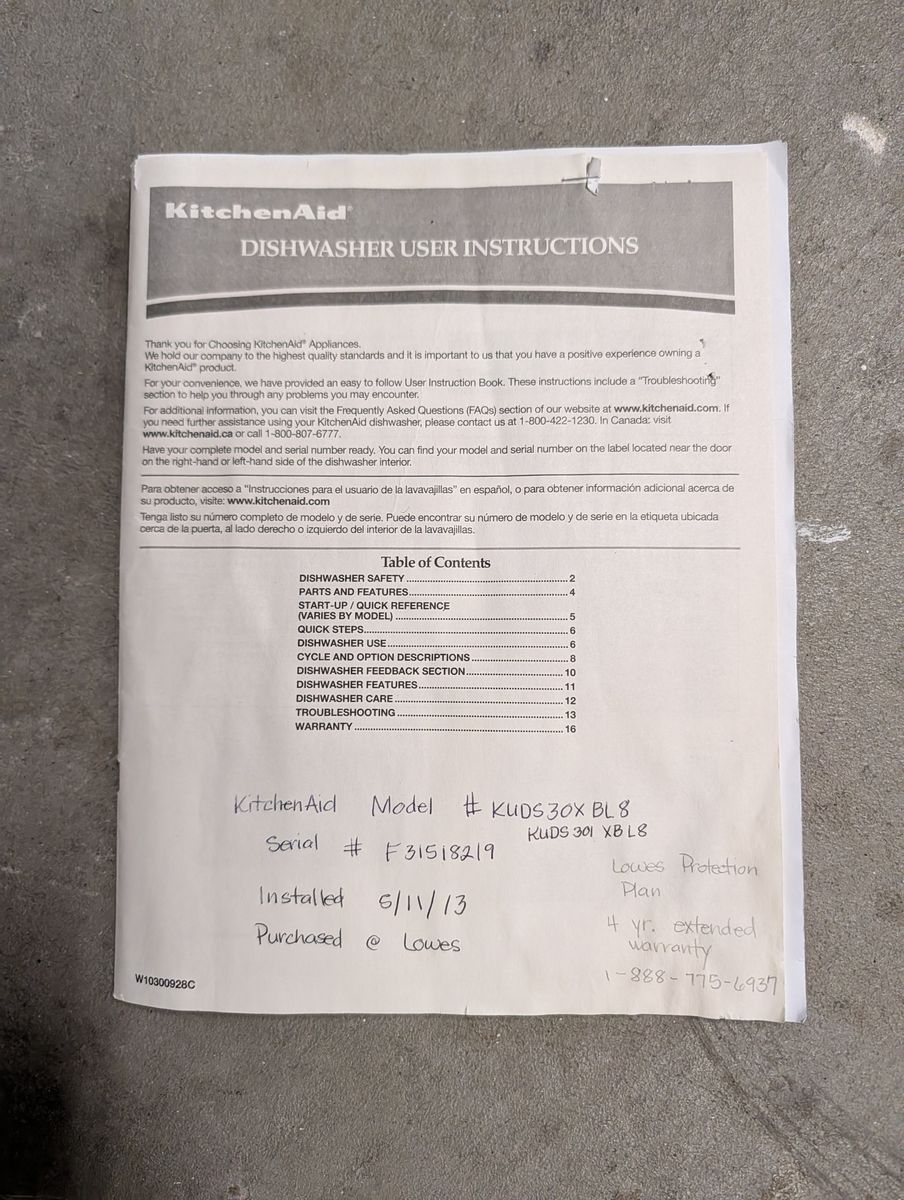 KitchenAid®
DISHWASHER USER INSTRUCTIONS
Thank you for Choosing KitchenAid® Appliances.
We hold our company to the highest quality standards and it is important to us that you have a positive experience owning a
KitchenAid® product.
For your convenience, we have provided an easy to follow User Instruction Book. These instructions include a "Troubleshooting"
section to help you through any problems you may encounter.
For additional information, you can visit the Frequently Asked Questions (FAQs) section of our website at www.kitchenaid.com. If
you need further assistance using your KitchenAid dishwasher, please contact us at 1-800-422-1230. In Canada: visit
www.kitchenaid.ca or call 1-800-807-6777.
Have your complete model and serial number ready. You can find your model and serial number on the label located near the door
on the right-hand or left-hand side of the dishwasher interior.
Para obtener acceso a "Instrucciones para el usuario de la lavavajillas" en español, o para obtener información adicional acerca de
su producto, visite: www.kitchenaid.com
Tenga listo su número completo de modelo y de serie. Puede encontrar su número de modelo y de serie en la etiqueta ubicada
cerca de la puerta, al lado derecho o izquierdo del interior de la lavavajillas.
Table of Contents
DISHWASHER SAFETY 2
PARTS AND FEATURES 4
START-UP / QUICK REFERENCE
(VARIES BY MODEL) 5
QUICK STEPS 6
DISHWASHER USE 6
CYCLE AND OPTION DESCRIPTIONS 8
DISHWASHER FEEDBACK SECTION 10
DISHWASHER FEATURES 11
DISHWASHER CARE 12
TROUBLESHOOTING 13
WARRANTY 16
KitchenAid Model # KUDS30XBL8
KUDS301XBL8
Serial # F31518219
Installed 5/11/13
Purchased @ Lowes
Lowes Protection
Plan
4 yr. extended
warranty
1-888-775-6937
W10300928C